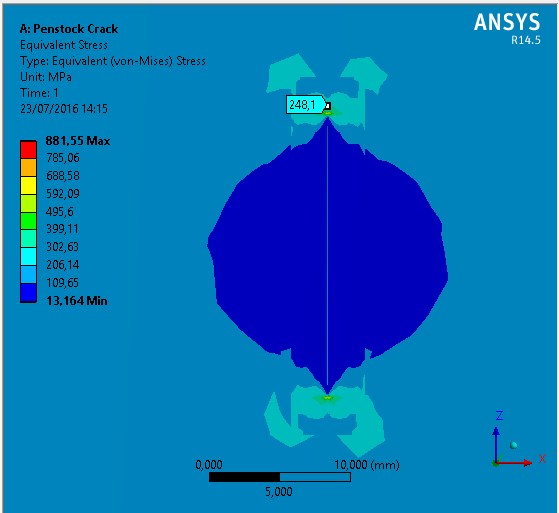 A: Penstock Crack
Equivalent Stress
Type: Equivalent (von-Mises) Stress
Unit: MPa
Time: 1
23/07/2016 14:15
ANSYS
R14.5
881,55 Max
785,06
688,58
592,09
495,6
399,11
302,63
206,14
109,65
13,164 Min
248,1
0,000
10,000 (mm)
5,000
Z
X